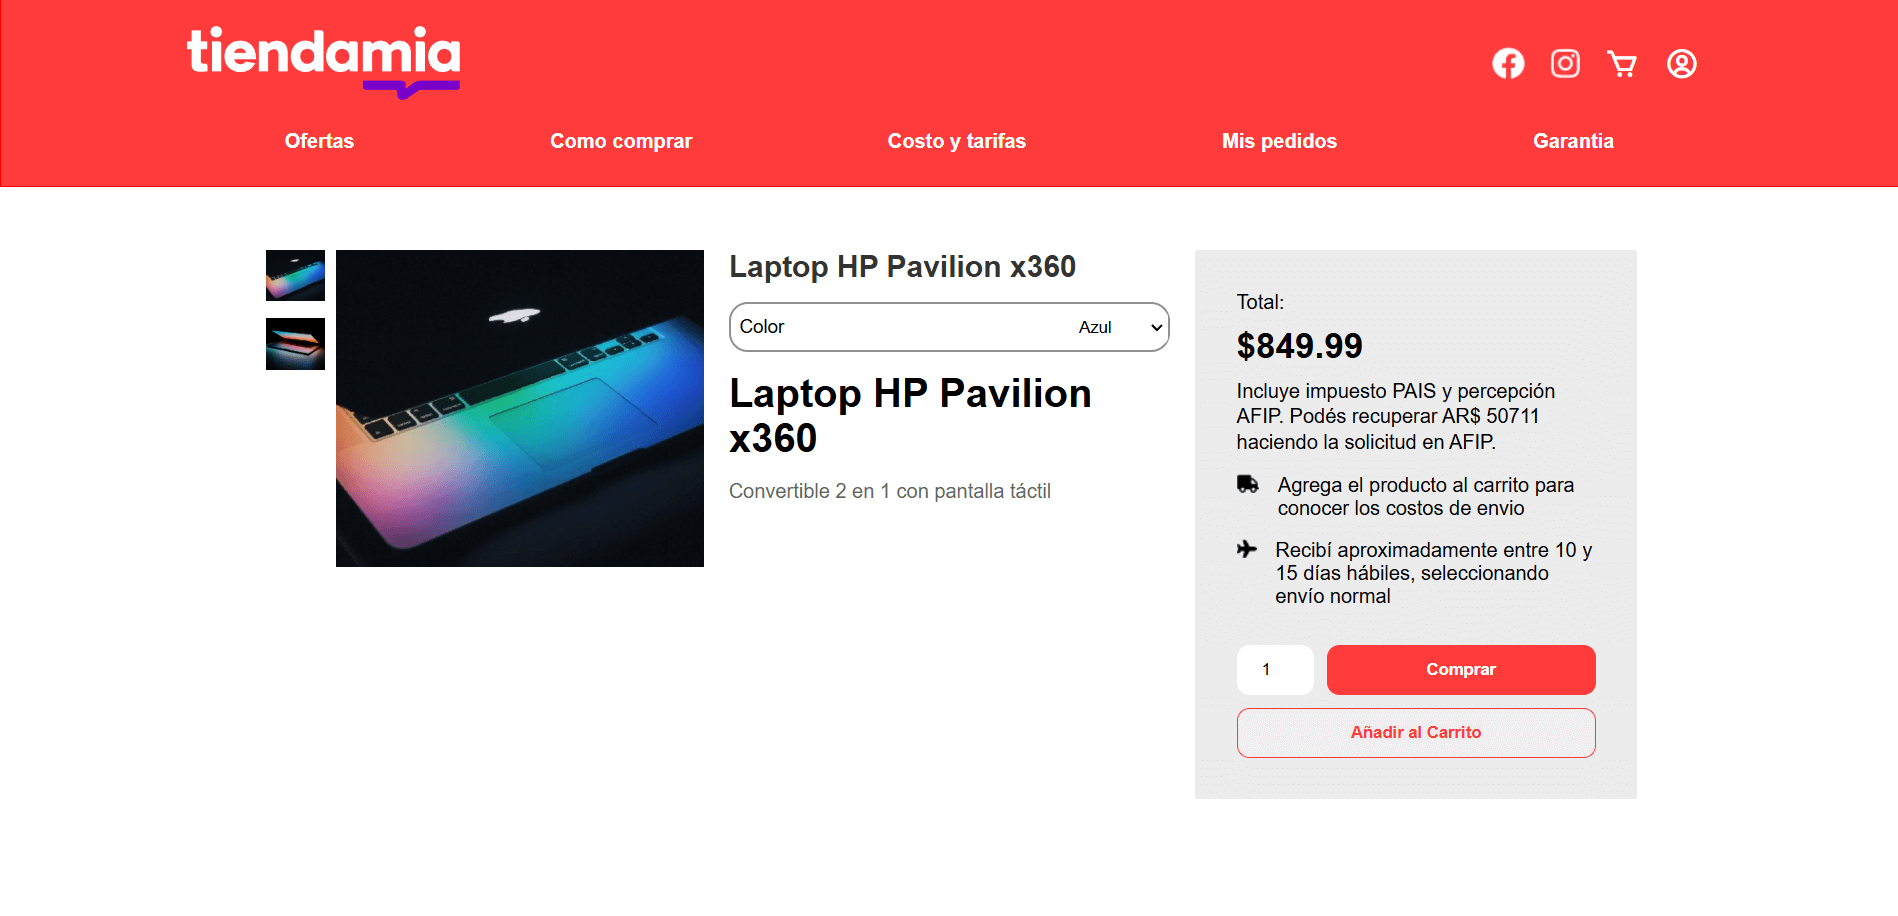 tiendamia
Ofertas
Como comprar
Costo y tarifas
Mis pedidos
Garantia
Laptop HP Pavilion x360
Color
Azul
Laptop HP Pavilion
x360
Convertible 2 en 1 con pantalla táctil
Total:
$849.99
Incluye impuesto PAIS y percepción
AFIP. Podés recuperar AR$ 50711
haciendo la solicitud en AFIP.
Agrega el producto al carrito para
conocer los costos de envio
Recibí aproximadamente entre 10 y
15 días hábiles, seleccionando
envío normal
1
Comprar
Añadir al Carrito